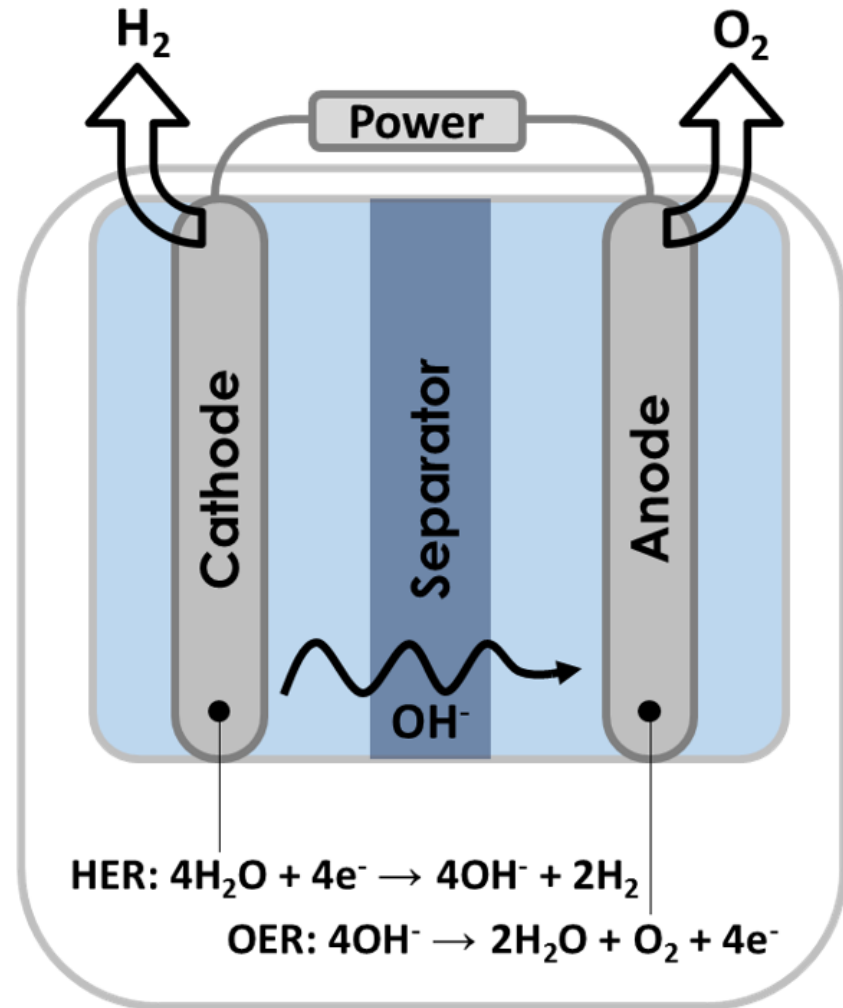 H₂
O₂
Power
Cathode
Separator
Anode
OH⁻
HER: 4H₂O + 4e⁻ → 4OH⁻ + 2H₂
OER: 4OH⁻ → 2H₂O + O₂ + 4e⁻